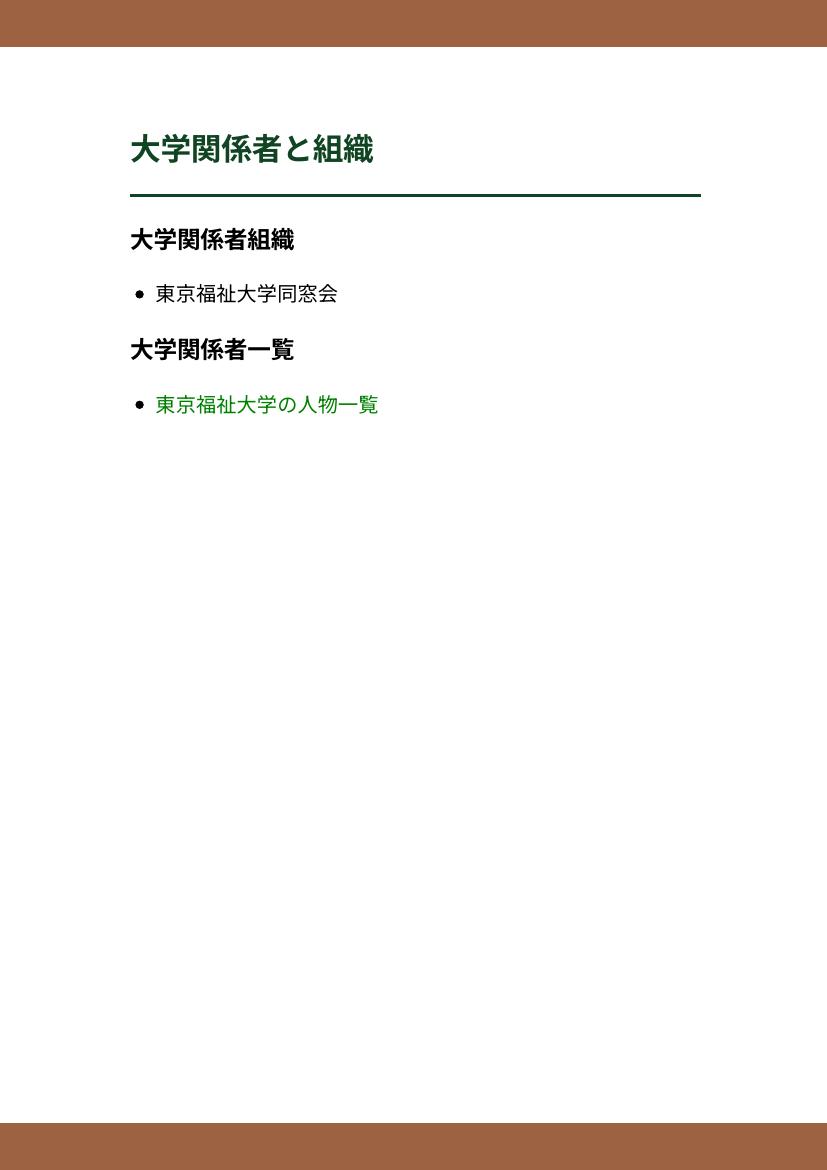 大学関係者と組織
大学関係者組織
● 東京福祉大学同窓会
大学関係者一覧
● 東京福祉大学の人物一覧